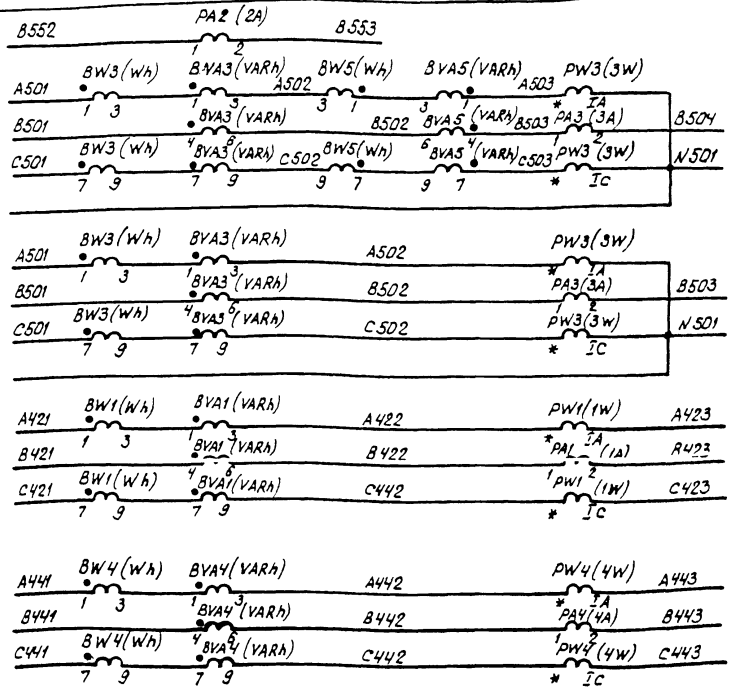 B552 PA2 (2A) B553
1 2
BW3(Wh) BVA3(VARh) BW5(Wh) BVA5(VARh) PW3(3W)
A501 A502 A503
1 3 1 3 3 1 3 1 * IA
B501 BVA3(VARh) B502 BVA5(VARh) B503 PA3(3A) B504
4 6 6 4 1 2
C501 BW3(Wh) BVA3(VARh) C502 BW5(Wh) BVA5(VARh) C503 PW3(3W) N501
7 9 7 9 9 7 9 7 * IC
BW3(Wh) BVA3(VARh) PW3(3W)
A501 A502
1 3 1 3 * IA
B501 BVA3(VARh) B502 PA3(3A) B503
4 6 1 2
C501 BW3(Wh) BVA3(VARh) C502 PW3(3W) N501
7 9 7 9 * IC
BW1(Wh) BVA1(VARh) PW1(1W)
A421 A422 A423
1 3 1 3 * IA
B421 BVA1(VARh) B422 PA1 (1A) B423
4 6 1 2
C421 BW1(Wh) BVA1(VARh) C442 PW1(1W) C423
7 9 7 9 * IC
BW4(Wh) BVA4(VARh) PW4(4W)
A441 A442 A443
1 3 1 3 * IA
B441 BVA4(VARh) B442 PA4(4A) B443
4 6 1 2
C441 BW4(Wh) BVA4(VARh) C442 PW4(4W) C443
7 9 7 9 * IC